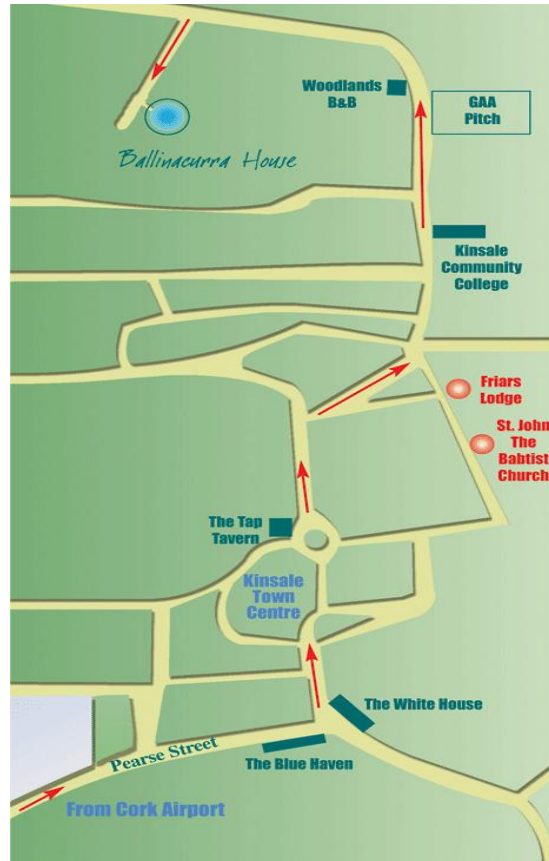 Woodlands
B&B
GAA
Pitch
Ballinacurra House
Kinsale
Community
College
Friars
Lodge
St. John
The
Babtist
Church
The Tap
Tavern
Kinsale
Town
Centre
The White House
Pearse Street
The Blue Haven
From Cork Airport